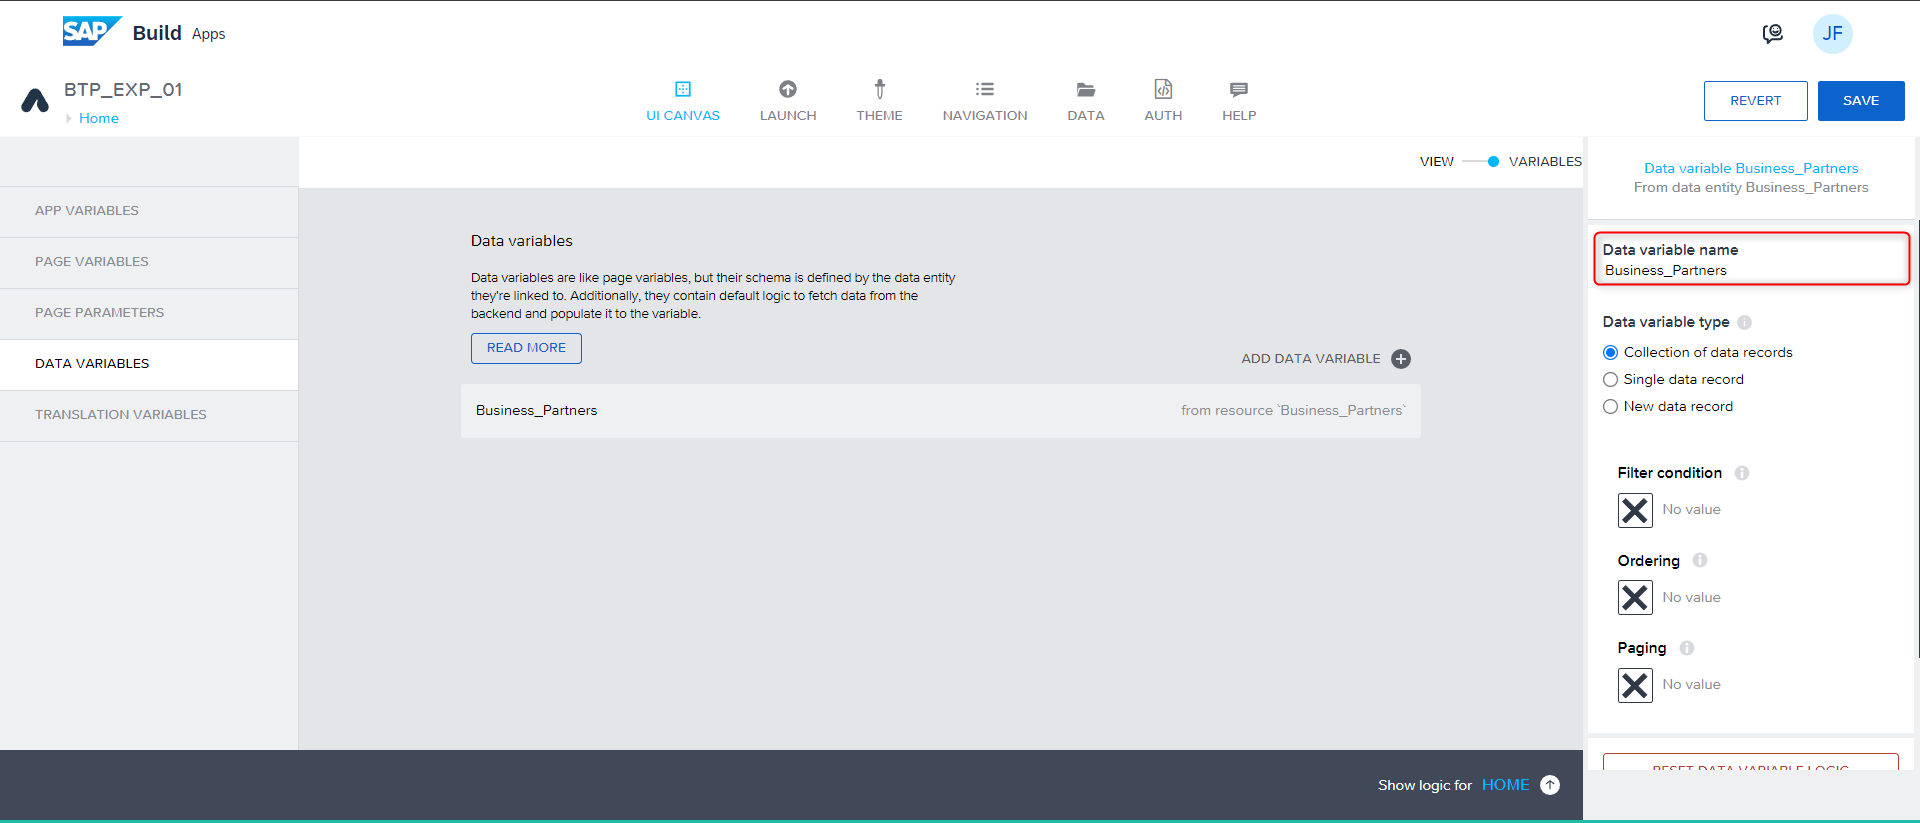 SAP Build Apps
JF
BTP_EXP_01
Home
UI CANVAS
LAUNCH
THEME
NAVIGATION
DATA
AUTH
HELP
REVERT
SAVE
VIEW
VARIABLES
APP VARIABLES
PAGE VARIABLES
PAGE PARAMETERS
DATA VARIABLES
TRANSLATION VARIABLES
Data variables
Data variables are like page variables, but their schema is defined by the data entity
they're linked to. Additionally, they contain default logic to fetch data from the
backend and populate it to the variable.
READ MORE
ADD DATA VARIABLE
Business_Partners
from resource `Business_Partners`
Show logic for HOME
Data variable Business_Partners
From data entity Business_Partners
Data variable name
Business_Partners
Data variable type
Collection of data records
Single data record
New data record
Filter condition
No value
Ordering
No value
Paging
No value
RESET DATA VARIABLE LOGIC